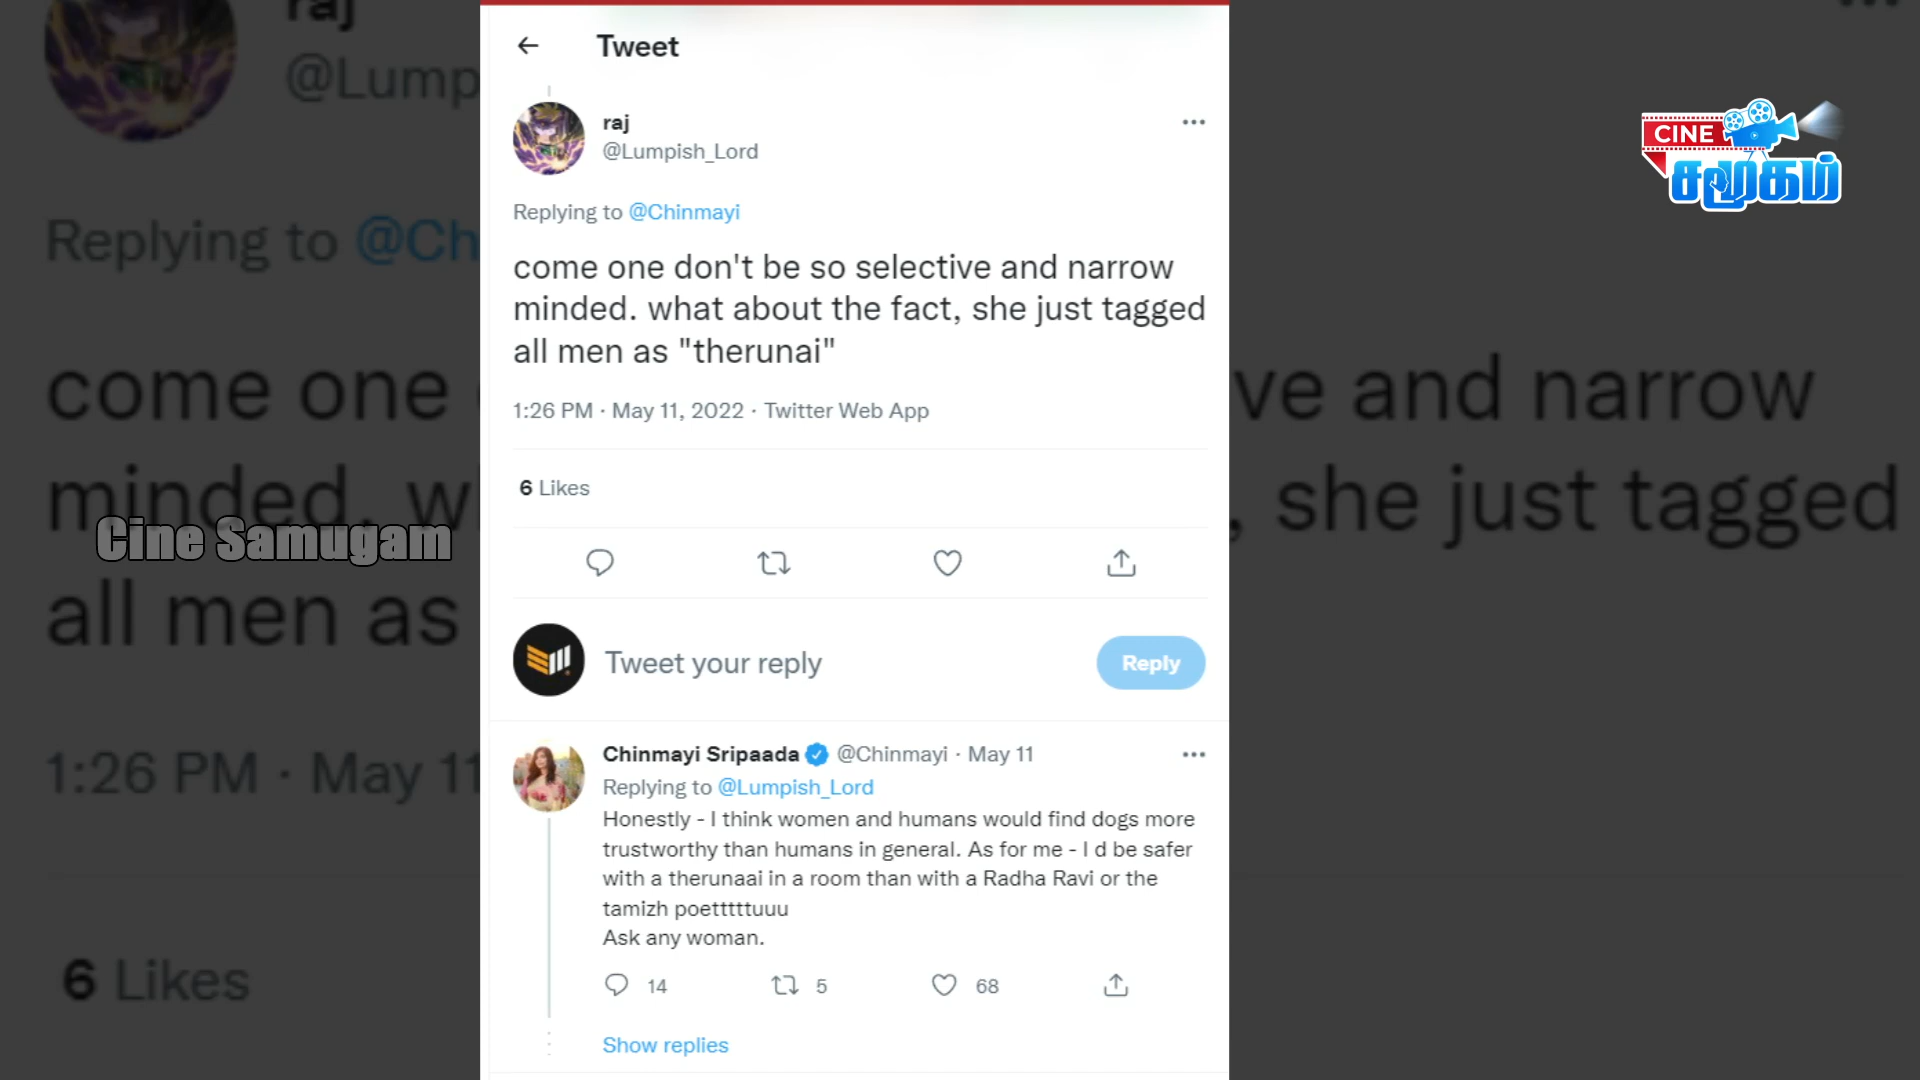 Tweet
raj
@Lumpish_Lord
Replying to @Chinmayi
come one don't be so selective and narrow
minded. what about the fact, she just tagged
all men as "therunai"
1:26 PM · May 11, 2022 · Twitter Web App
6 Likes
Tweet your reply
Reply
Chinmayi Sripaada @Chinmayi · May 11
Replying to @Lumpish_Lord
Honestly - I think women and humans would find dogs more
trustworthy than humans in general. As for me - I d be safer
with a therunaai in a room than with a Radha Ravi or the
tamizh poetttttuuu
Ask any woman.
14 5 68
Show replies
CINE
சமூகம்
Cine Samugam
raj
@Lump
Replying to @Ch
come one
ve and narrow
minded. w
, she just tagged
all men as
1:26 PM · May 11
6 Likes